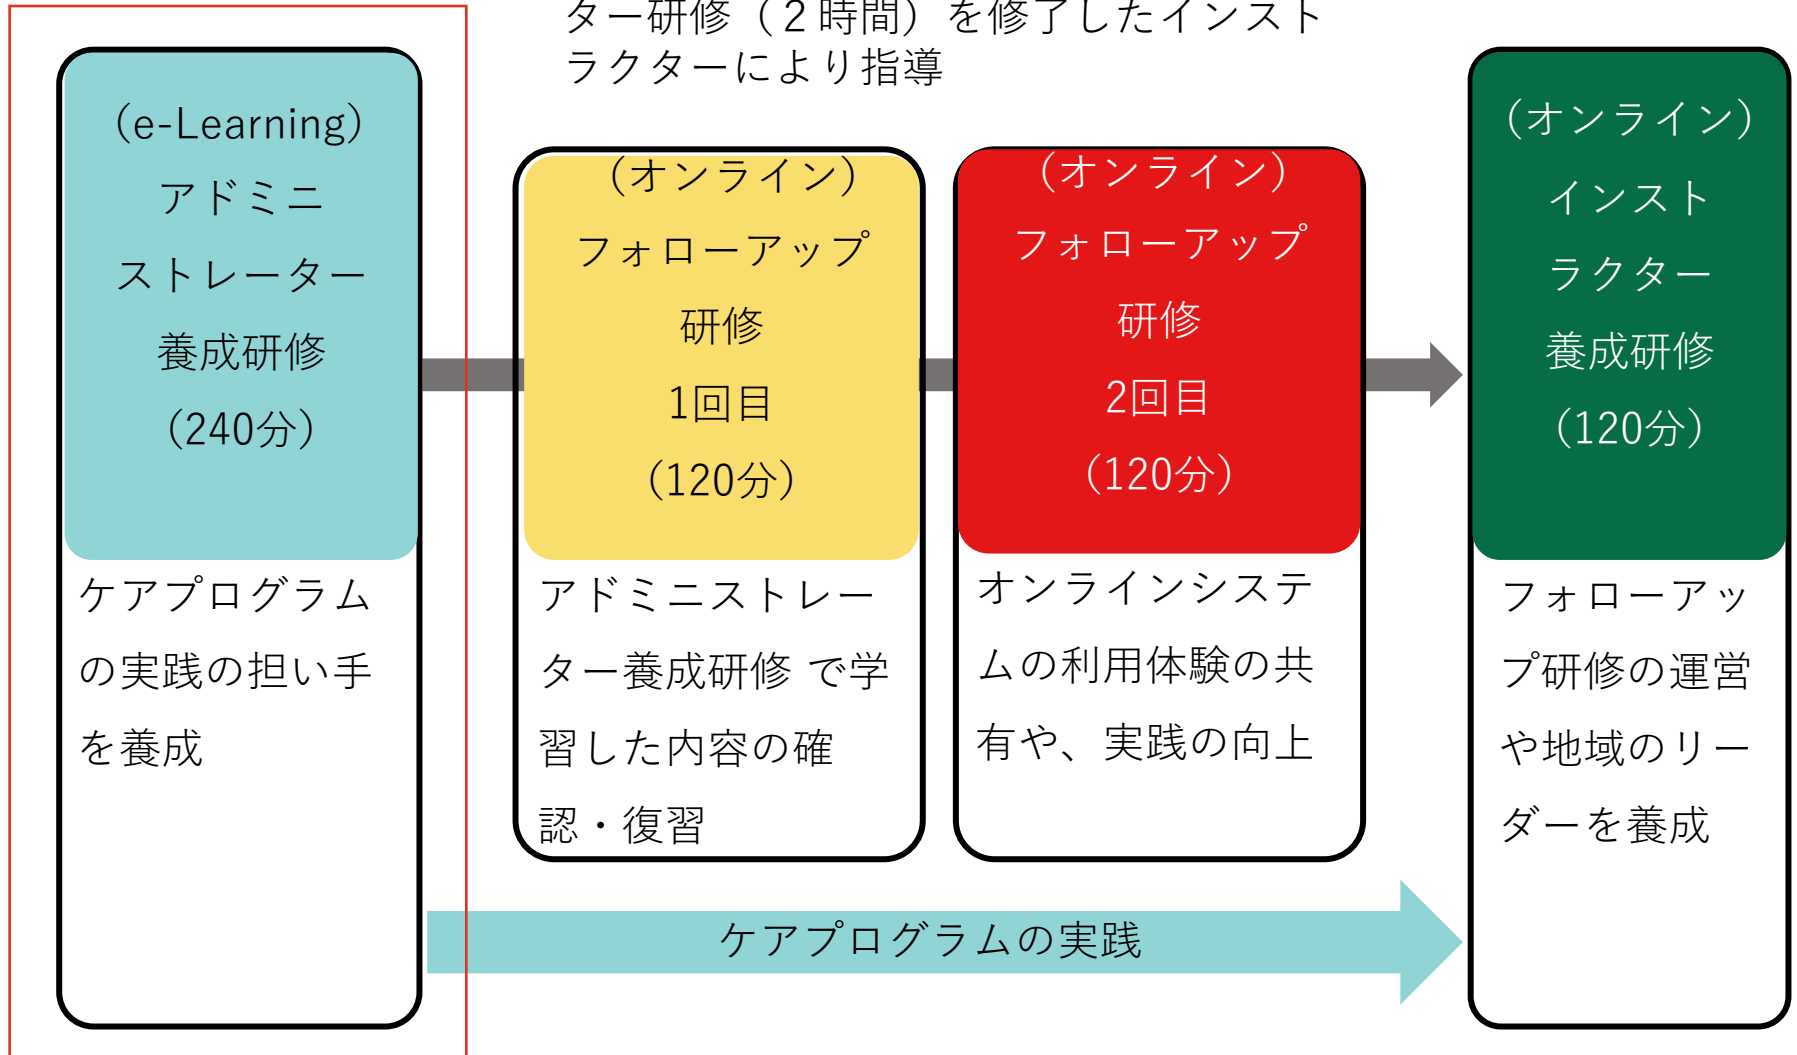 ター研修（２時間）を修了したインスト
ラクターにより指導
（e-Learning）
アドミニ
ストレーター
養成研修
（240分）
ケアプログラム
の実践の担い手
を養成
（オンライン）
フォローアップ
研修
1回目
（120分）
アドミニストレー
ター養成研修 で学
習した内容の確
認・復習
（オンライン）
フォローアップ
研修
2回目
（120分）
オンラインシステ
ムの利用体験の共
有や、実践の向上
（オンライン）
インスト
ラクター
養成研修
（120分）
フォローアッ
プ研修の運営
や地域のリー
ダーを養成
ケアプログラムの実践